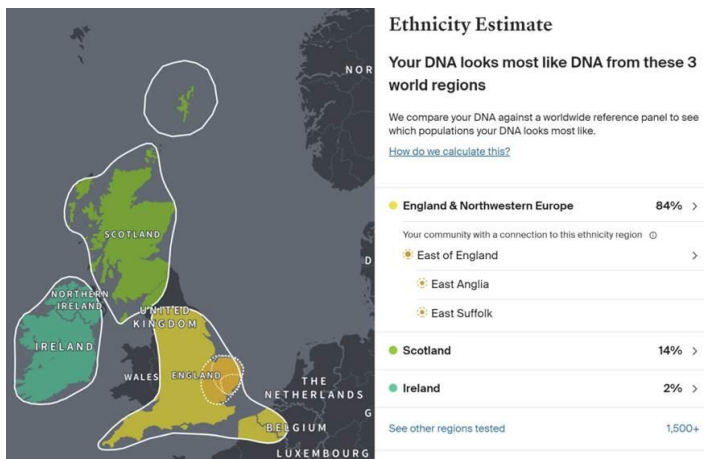 NOR
SCOTLAND
D
NORTHERN
IRELAND
UNITED
KINGDOM
IRELAND
WALES
ENGLAND
THE
NETHERLANDS
G
BELGIUM
LUXEMBOURG
Ethnicity Estimate
Your DNA looks most like DNA from these 3
world regions
We compare your DNA against a worldwide reference panel to see
which populations your DNA looks most like.
How do we calculate this?
England & Northwestern Europe 84%
Your community with a connection to this ethnicity region
East of England
East Anglia
East Suffolk
Scotland 14%
Ireland 2%
See other regions tested 1,500+